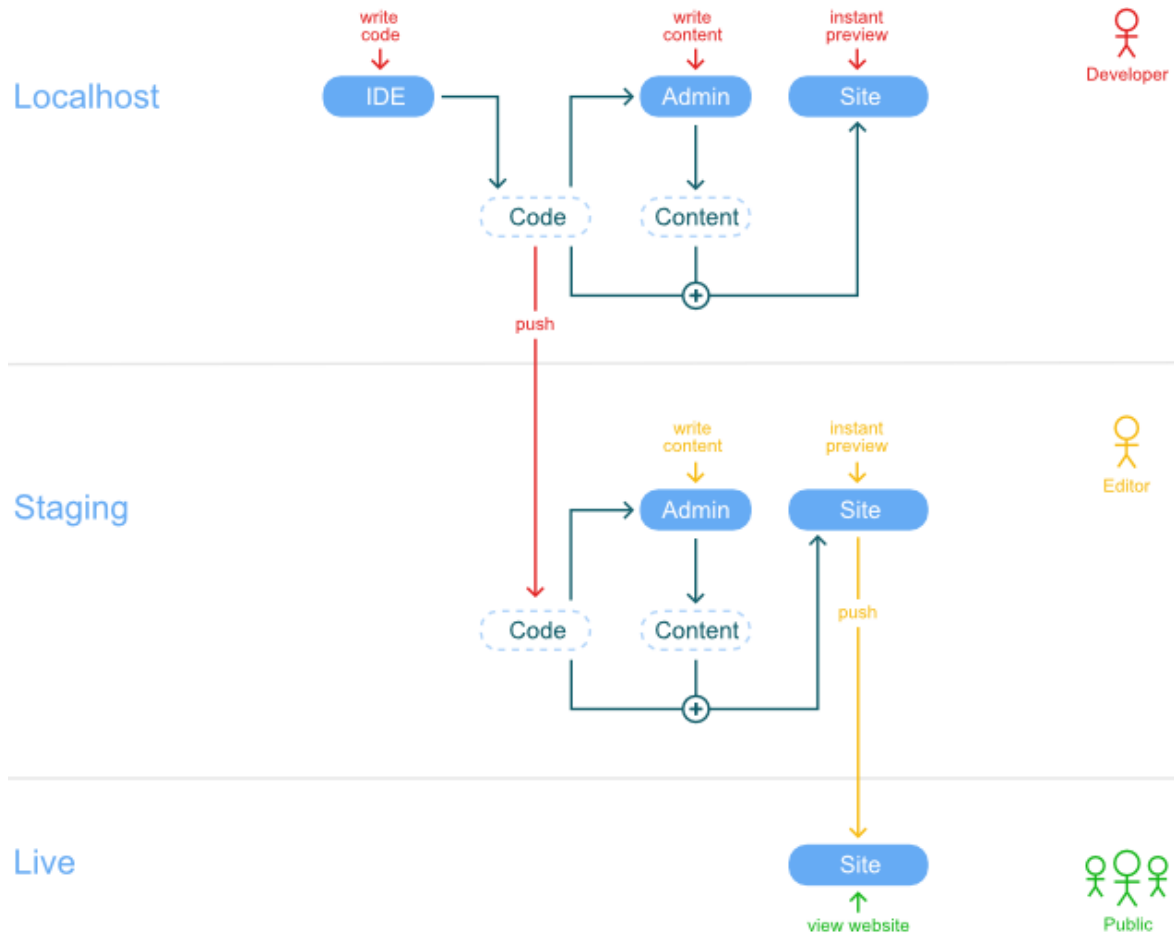 write
code
write
content
instant
preview
Developer
Localhost
IDE
Admin
Site
Code
Content
push
write
content
instant
preview
Editor
Staging
Admin
Site
Code
Content
push
Live
Site
view website
Public